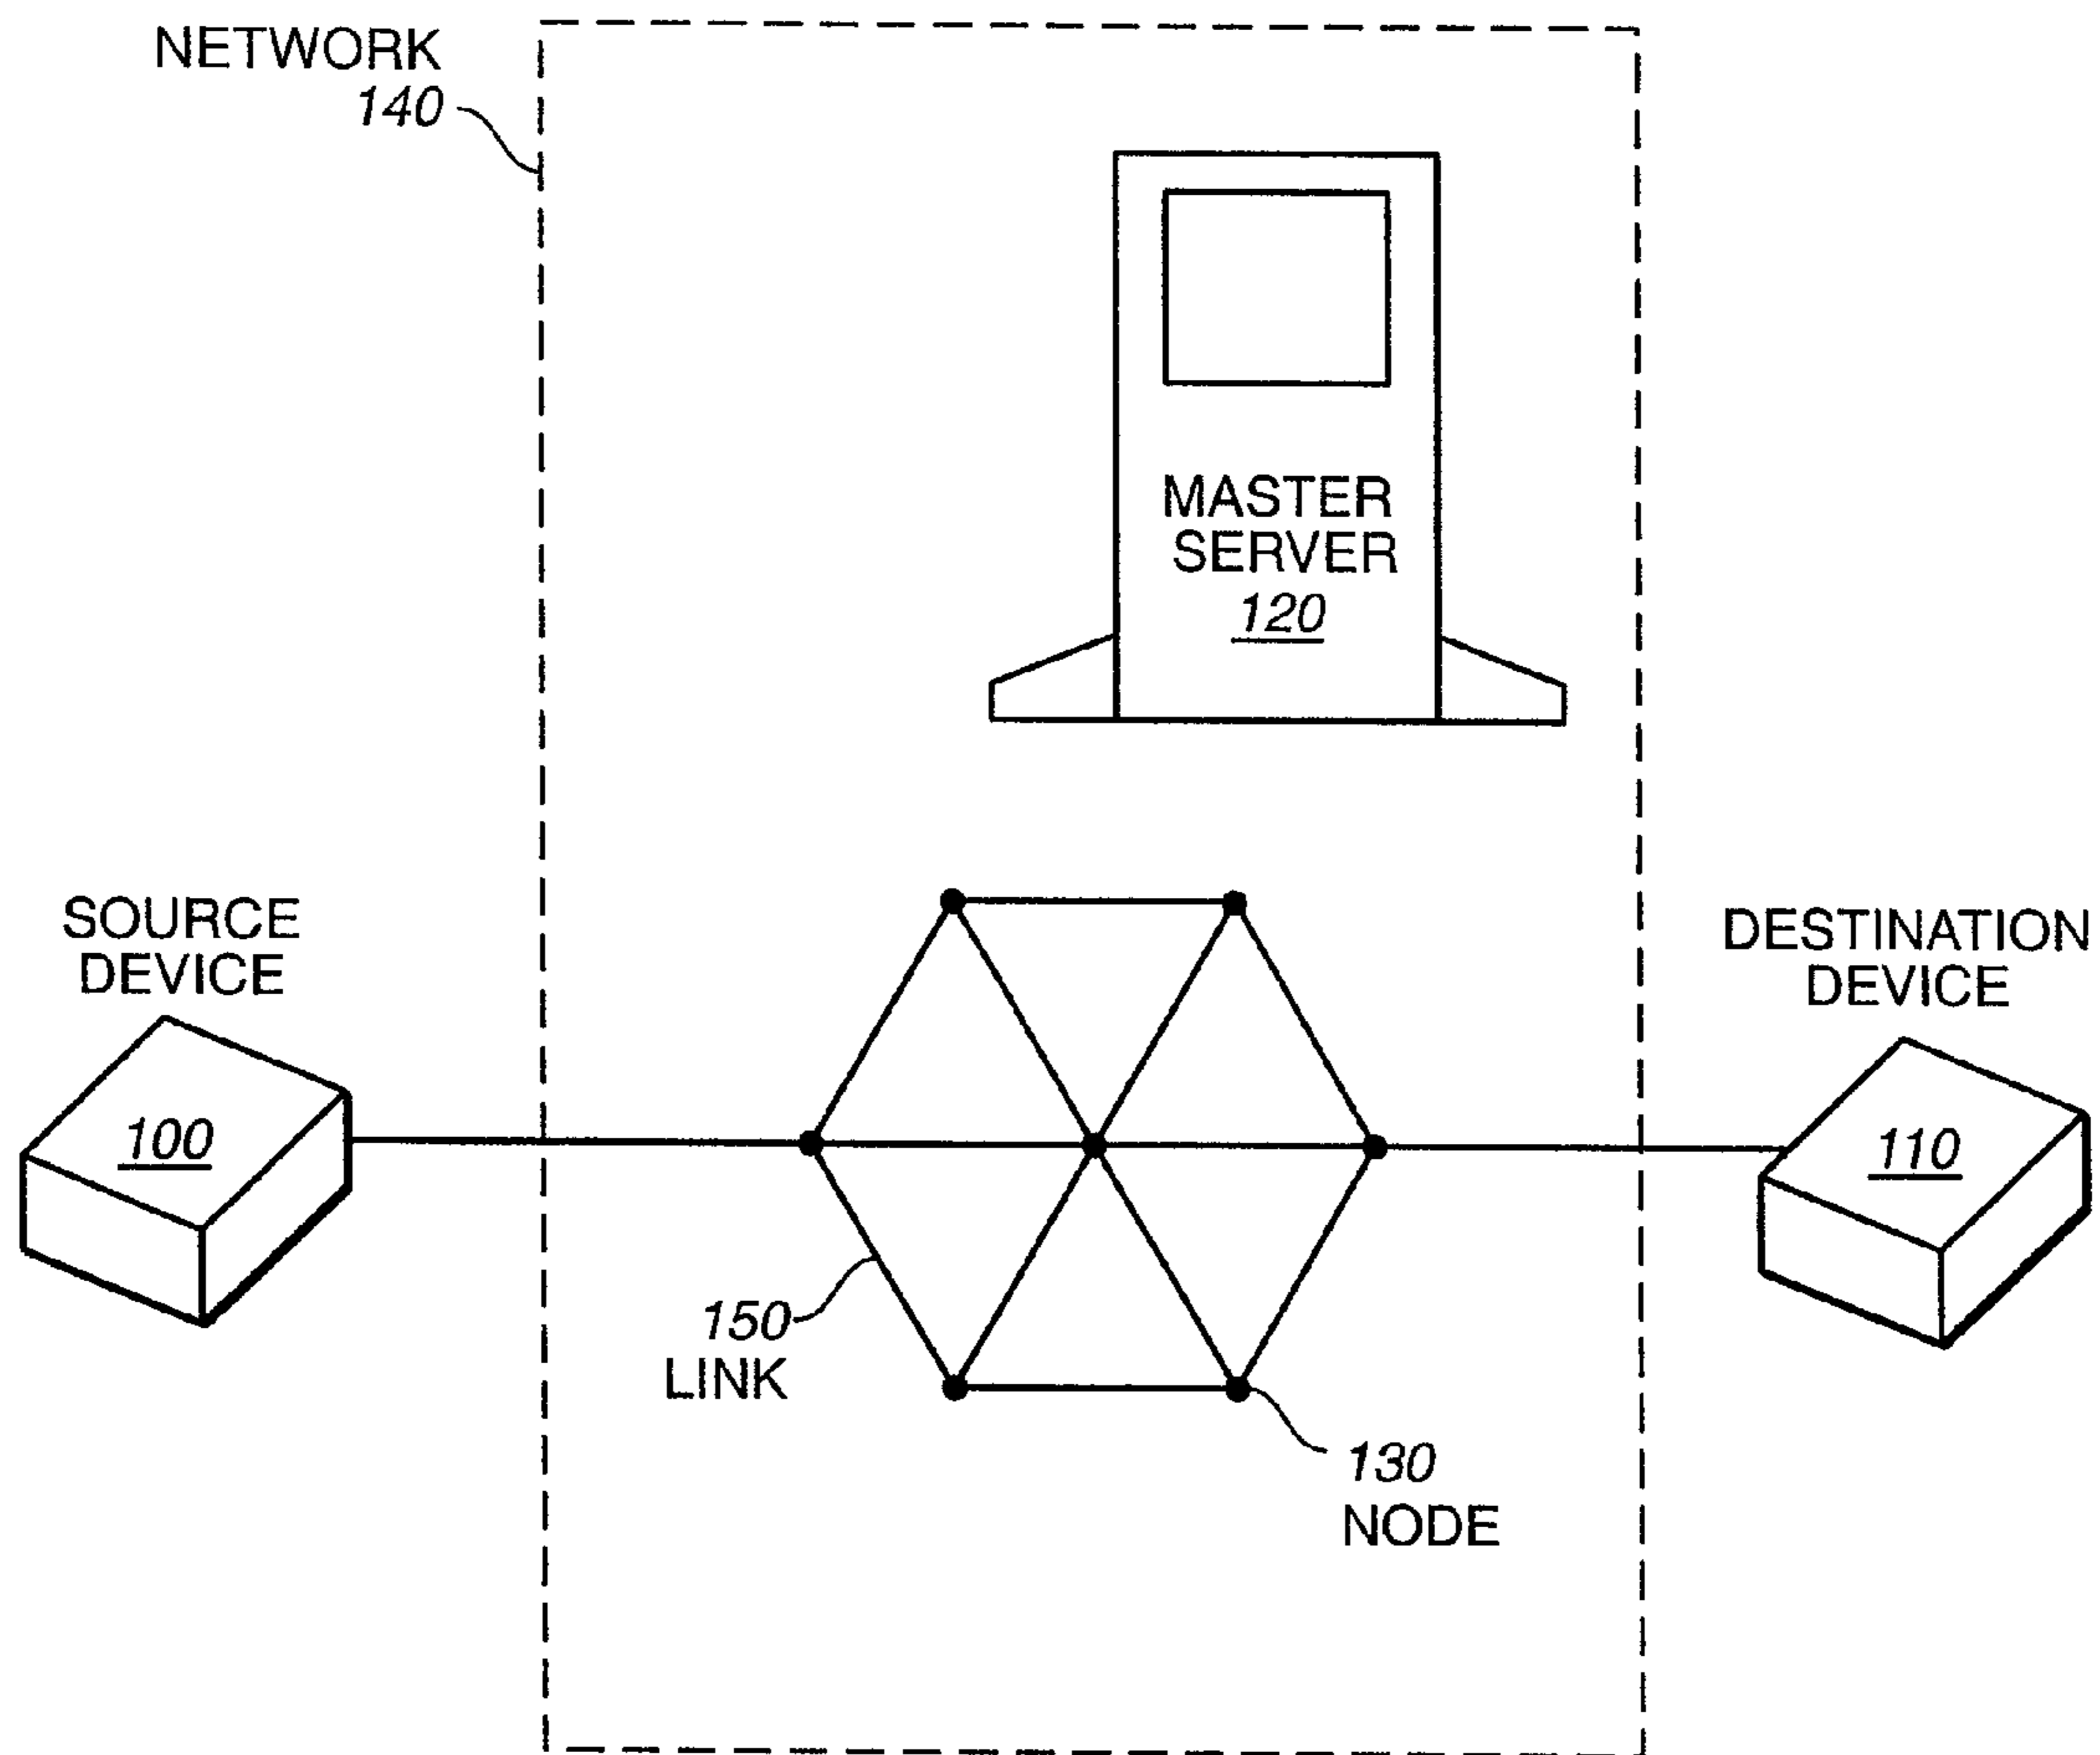 NETWORK
140
MASTER
SERVER
120
SOURCE
DEVICE
100
DESTINATION
DEVICE
110
150
LINK
130
NODE